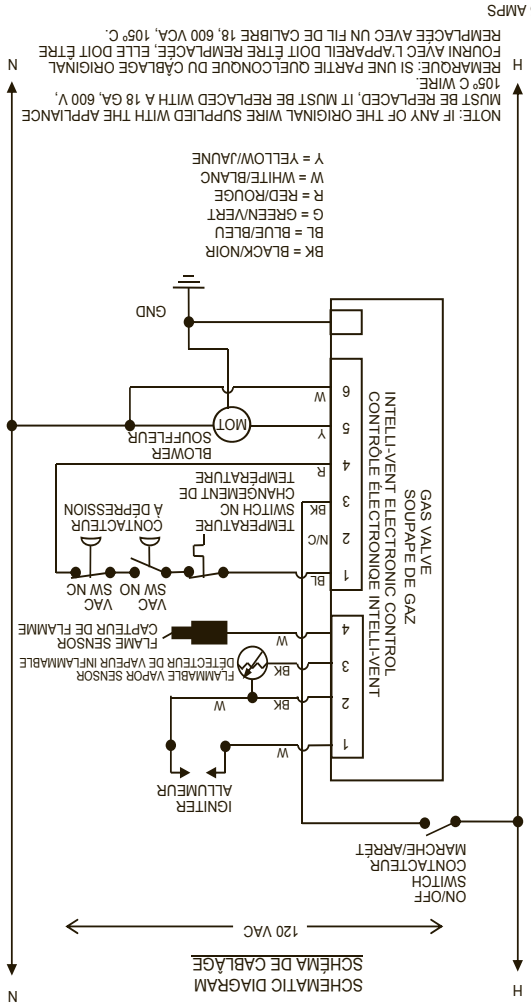 H
N
SCHEMATIC DIAGRAM
SCHÉMA DE CABLÂGE
120 VAC
ON/OFF
SWITCH
CONTACTEUR
MARCHE/ARRÊT
IGNITER
ALLUMEUR
1
W
2
BK
W
3
BK
FLAMMABLE VAPOR SENSOR
DÉTECTEUR DE VAPEUR INFLAMMABLE
4
W
FLAME SENSOR
CAPTEUR DE FLAMME
GAS VALVE
SOUPAPE DE GAZ
INTELLI-VENT ELECTRONIC CONTROL
CONTRÔLE ÉLECTRONIQE INTELLI-VENT
VAC
SW NO
VAC
SW NC
1
BL
2
N/C
3
BK
4
R
5
Y
6
W
TEMPERATURE
SWITCH NC
CHANGEMENT DE
TEMPÉRATURE
CONTACTEUR
À DÉPRESSION
BLOWER
SOUFFLEUR
MOT
GND
BK = BLACK/NOIR
BL = BLUE/BLEU
G = GREEN/VERT
R = RED/ROUGE
W = WHITE/BLANC
Y = YELLOW/JAUNE
NOTE: IF ANY OF THE ORIGINAL WIRE SUPPLIED WITH THE APPLIANCE
MUST BE REPLACED, IT MUST BE REPLACED WITH A 18 GA, 600 V,
105º C WIRE.
REMARQUE: SI UNE PARTIE QUELCONQUE DU CÂBLAGE ORIGINAL
FOURNI AVEC L'APPAREIL DOIT ÊTRE REMPLACÉE, ELLE DOIT ÊTRE
REMPLACÉE AVEC UN FIL DE CALIBRE 18, 600 VCA, 105º C.
H
N
AMPS